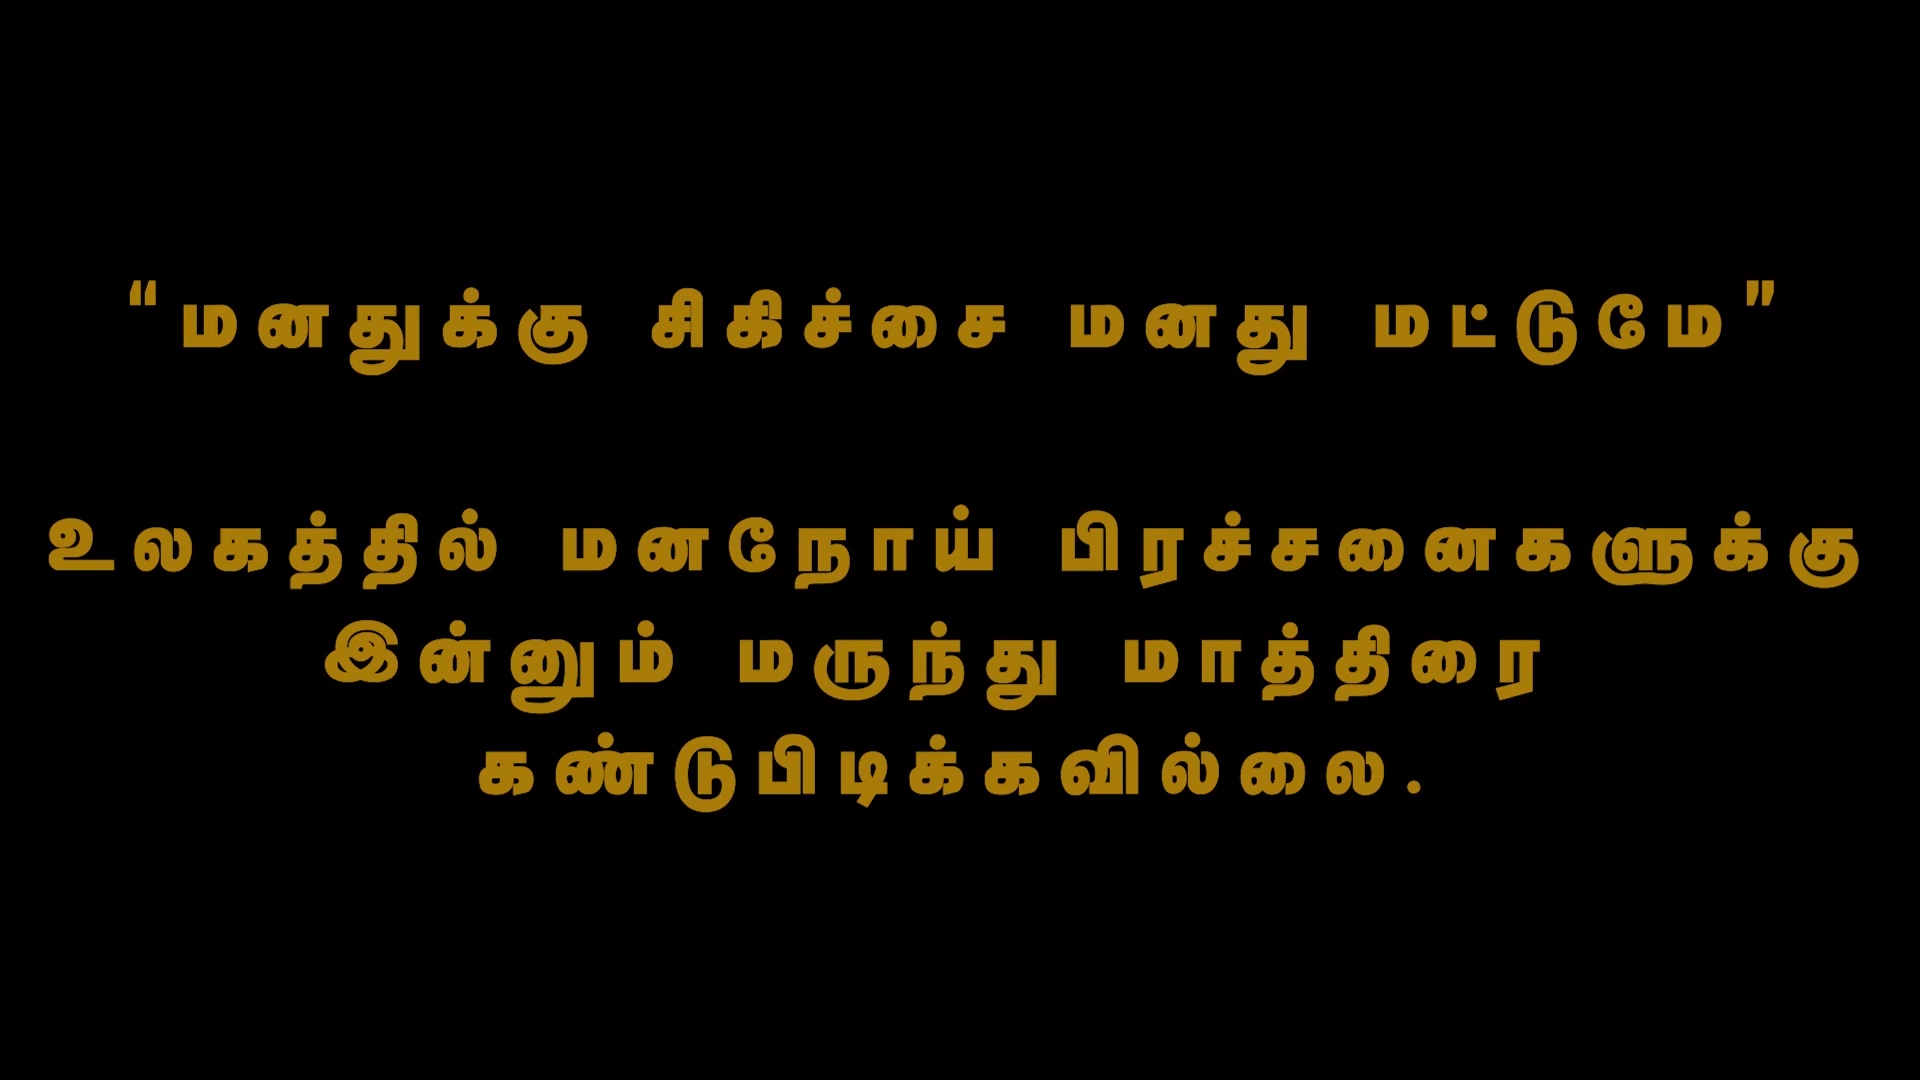 “மனதுக்கு சிகிச்சை மனது மட்டுமே”
உலகத்தில் மனநோய் பிரச்சனைகளுக்கு
இன்னும் மருந்து மாத்திரை
கண்டுபிடிக்கவில்லை.